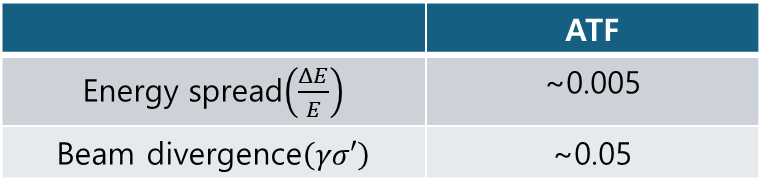 ATF
Energy spread(ΔE/E) ~0.005
Beam divergence(γσ′) ~0.05